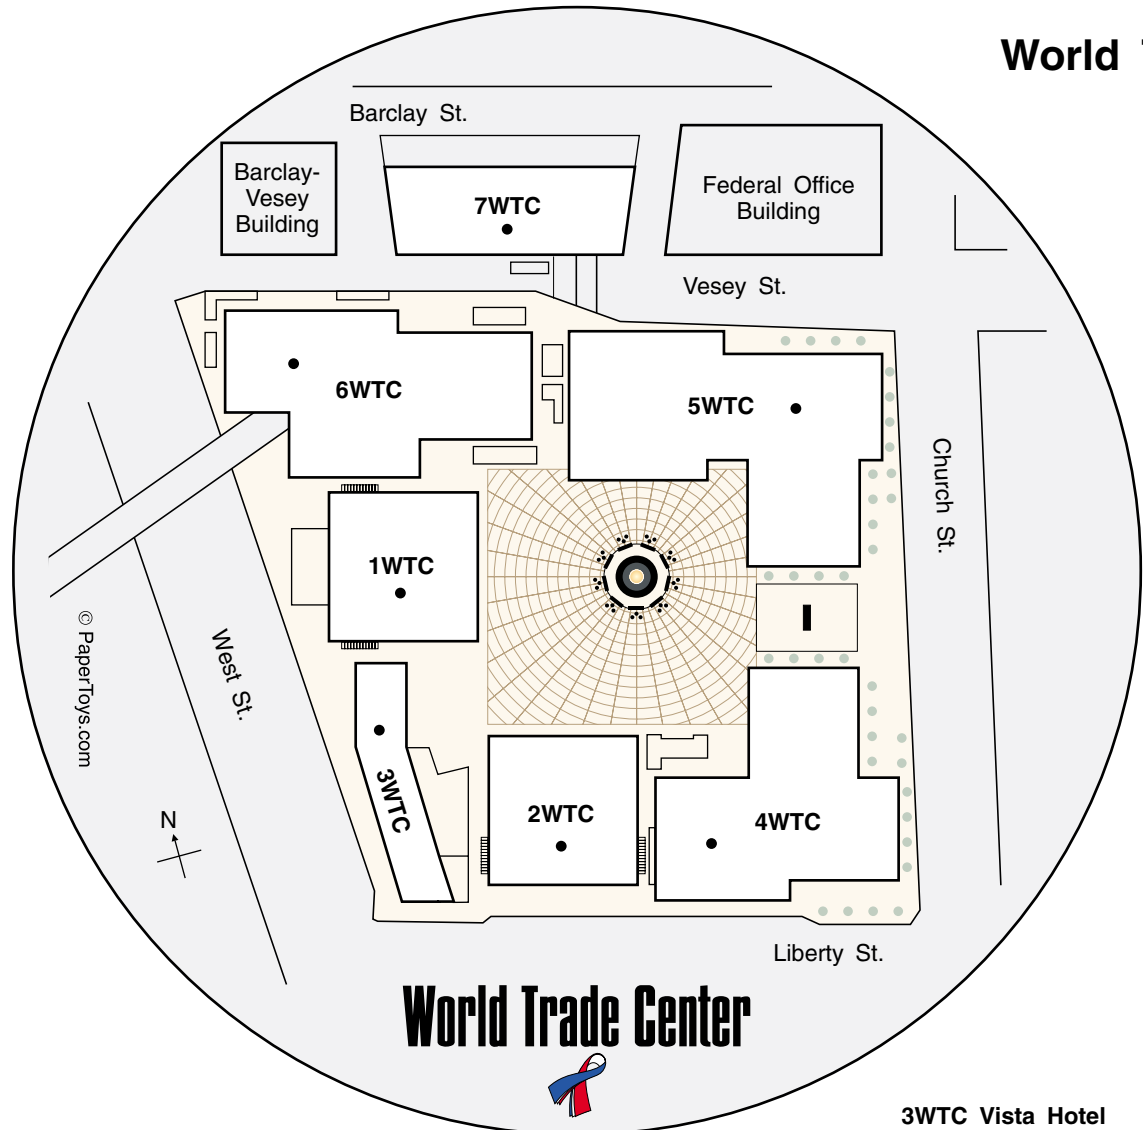 World
Barclay St.
Barclay-
Vesey
Building
7WTC
Federal Office
Building
Vesey St.
6WTC
5WTC
Church St.
1WTC
© PaperToys.com
West St.
3WTC
2WTC
4WTC
N
Liberty St.
World Trade Center
3WTC Vista Hotel